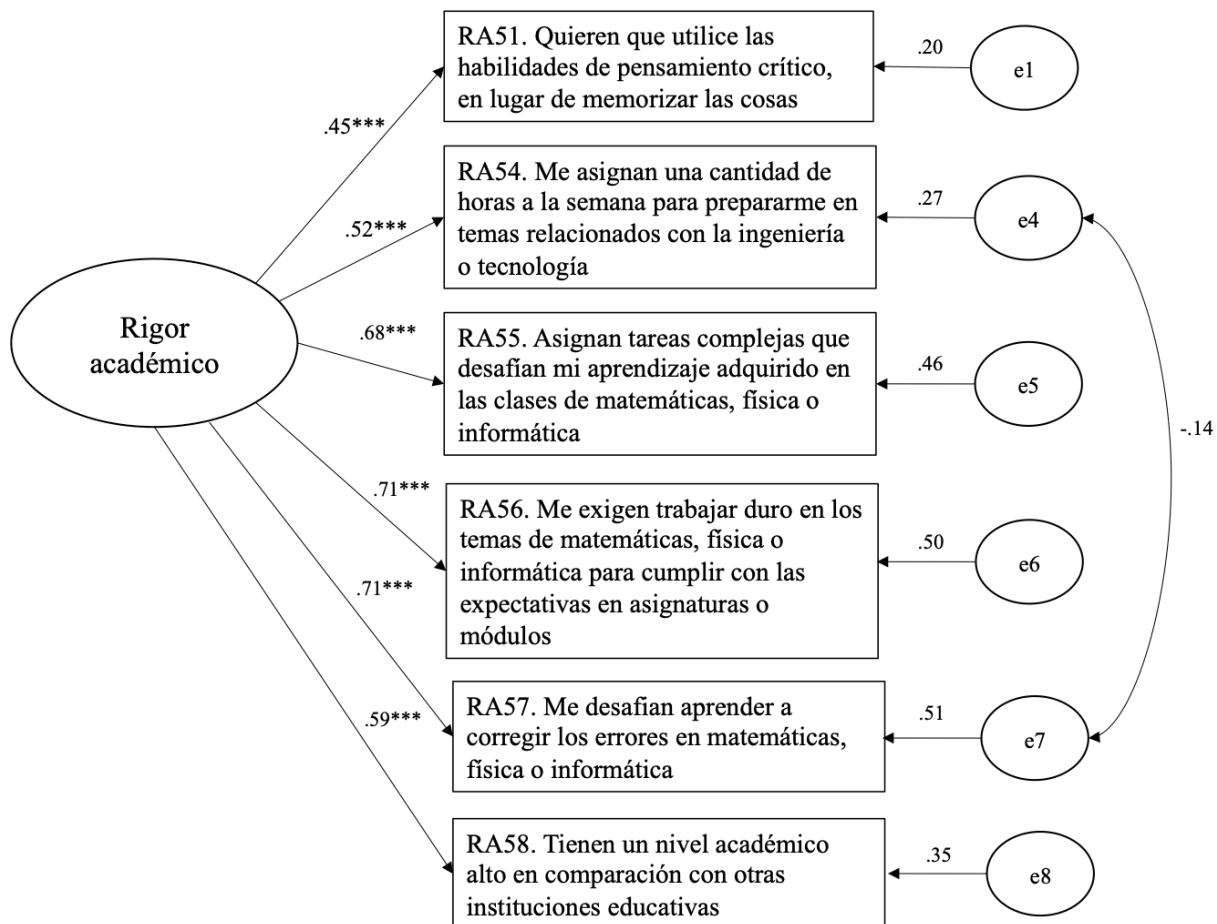 RA51. Quieren que utilice las
habilidades de pensamiento crítico,
en lugar de memorizar las cosas
.20
e1
.45***
RA54. Me asignan una cantidad de
horas a la semana para prepararme en
temas relacionados con la ingeniería
o tecnología
.27
e4
.52***
Rigor
académico
.68***
RA55. Asignan tareas complejas que
desafían mi aprendizaje adquirido en
las clases de matemáticas, física o
informática
.46
e5
-.14
.71***
RA56. Me exigen trabajar duro en los
temas de matemáticas, física o
informática para cumplir con las
expectativas en asignaturas o
módulos
.50
e6
.71***
RA57. Me desafian aprender a
corregir los errores en matemáticas,
física o informática
.51
e7
.59***
RA58. Tienen un nivel académico
alto en comparación con otras
instituciones educativas
.35
e8